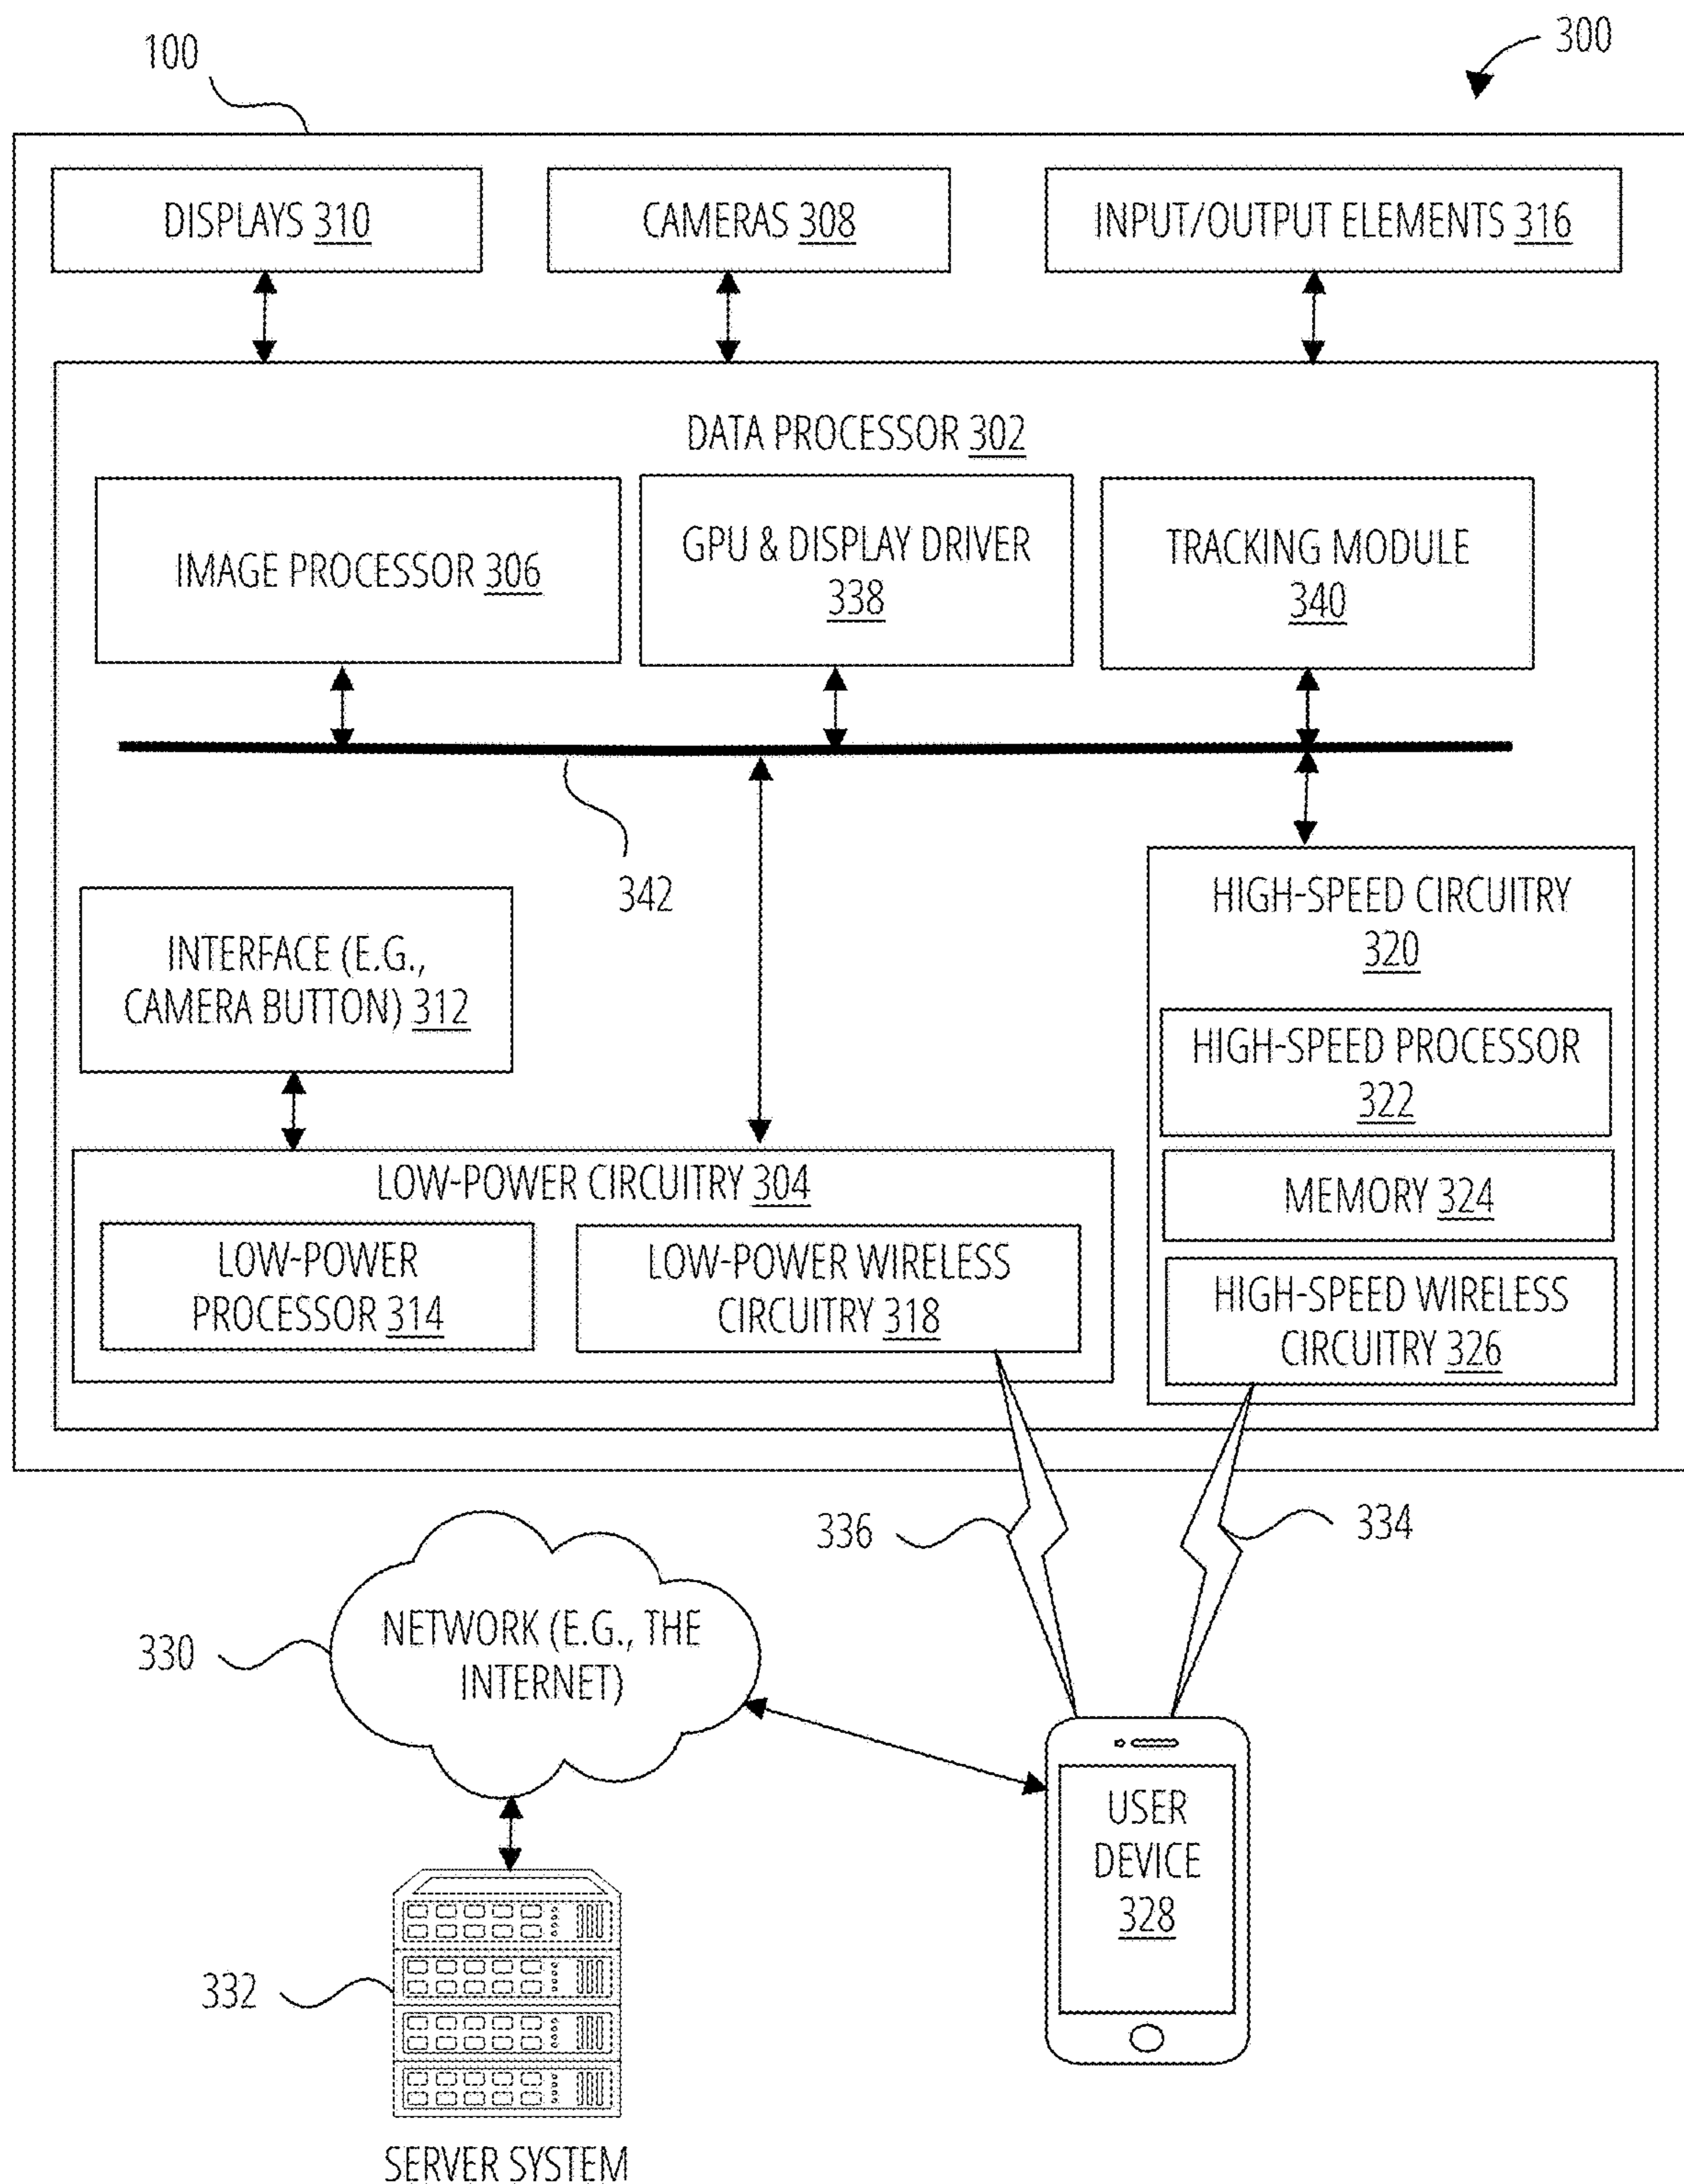 100
300
DISPLAYS 310
CAMERAS 308
INPUT/OUTPUT ELEMENTS 316
DATA PROCESSOR 302
IMAGE PROCESSOR 306
GPU & DISPLAY DRIVER
338
TRACKING MODULE
340
342
INTERFACE (E.G.,
CAMERA BUTTON) 312
HIGH-SPEED CIRCUITRY
320
HIGH-SPEED PROCESSOR
322
MEMORY 324
HIGH-SPEED WIRELESS
CIRCUITRY 326
LOW-POWER CIRCUITRY 304
LOW-POWER
PROCESSOR 314
LOW-POWER WIRELESS
CIRCUITRY 318
336
334
330
NETWORK (E.G., THE
INTERNET)
USER
DEVICE
328
332
SERVER SYSTEM